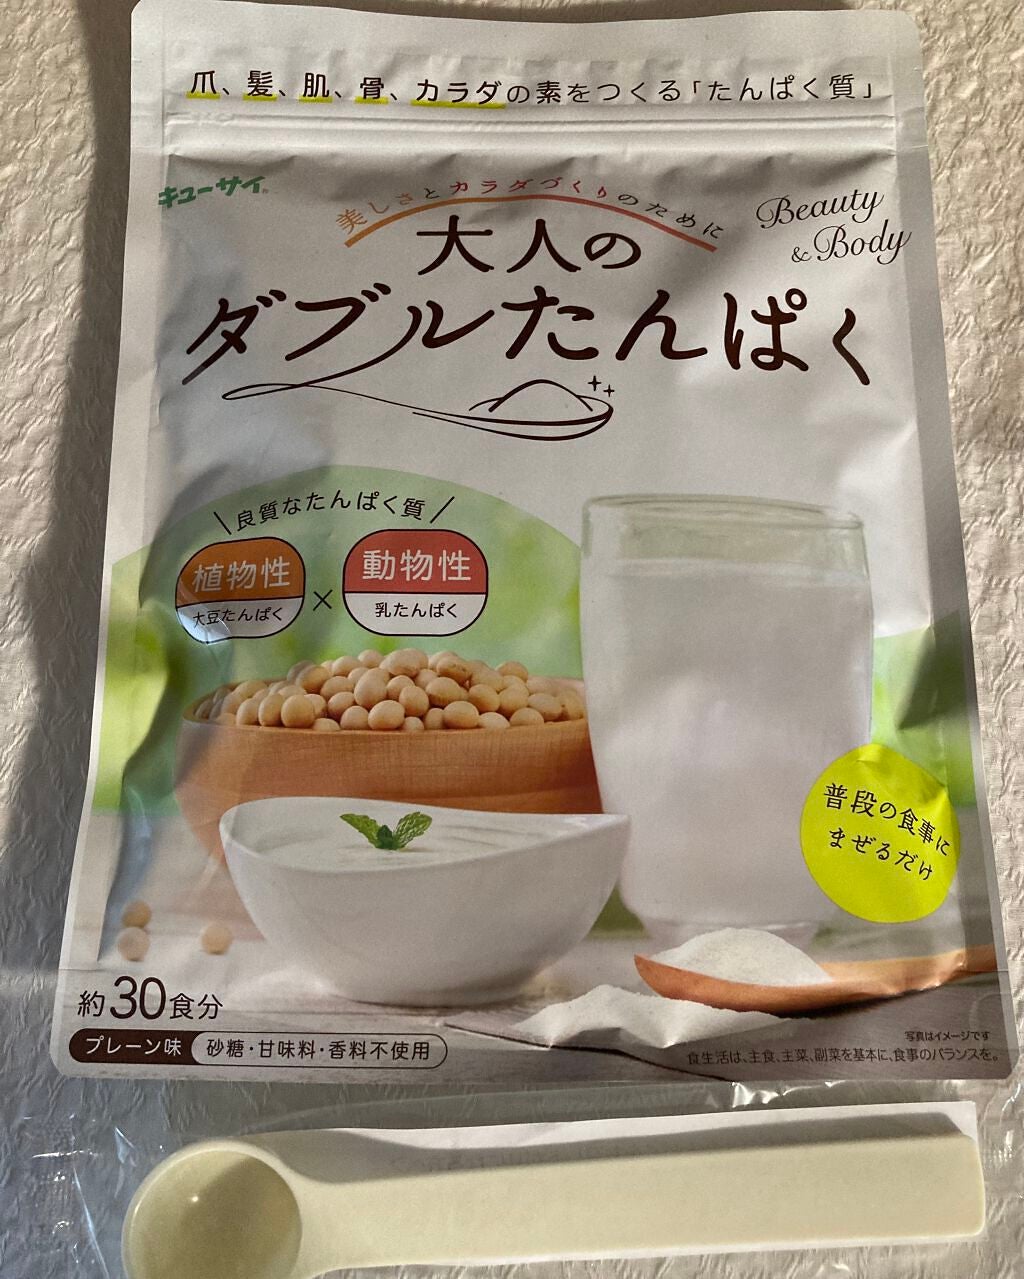 爪、髪、肌、骨、カラダの素をつくる「たんぱく質」
キューサイ®
美しさとカラダづくりのために
Beauty
& Body
大人の
ダブルたんぱく
良質なたんぱく質
植物性
大豆たんぱく
×
動物性
乳たんぱく
普段の食事に
まぜるだけ
約30食分
プレーン味 砂糖・甘味料・香料不使用
写真はイメージです
食生活は、主食、主菜、副菜を基本に、食事のバランスを。